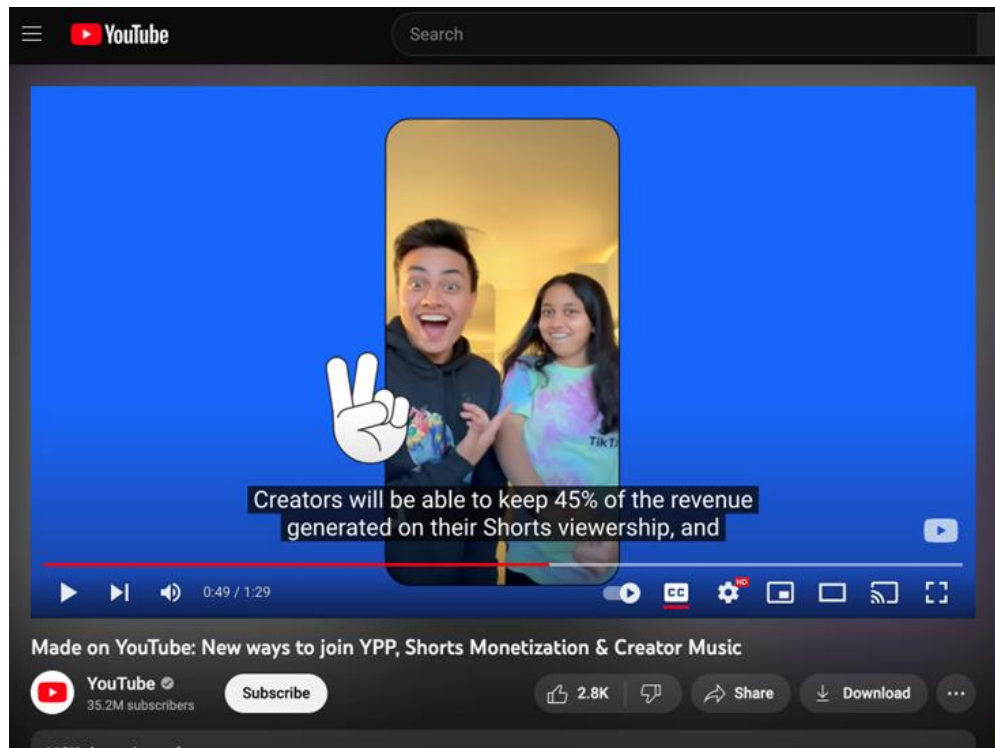 YouTube
Search
TikT
Creators will be able to keep 45% of the revenue
generated on their Shorts viewership, and
0:49 / 1:29
CC
HD
Made on YouTube: New ways to join YPP, Shorts Monetization & Creator Music
YouTube
35.2M subscribers
Subscribe
2.8K
Share
Download